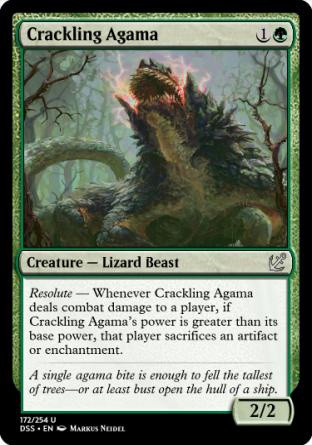 Crackling Agama 1
Creature — Lizard Beast
Resolute — Whenever Crackling Agama
deals combat damage to a player, if
Crackling Agama's power is greater than its
base power, that player sacrifices an artifact
or enchantment.
A single agama bite is enough to fell the tallest
of trees—or at least bust open the hull of a ship.
2/2
172/254 U
DSS • EN Markus Neidel